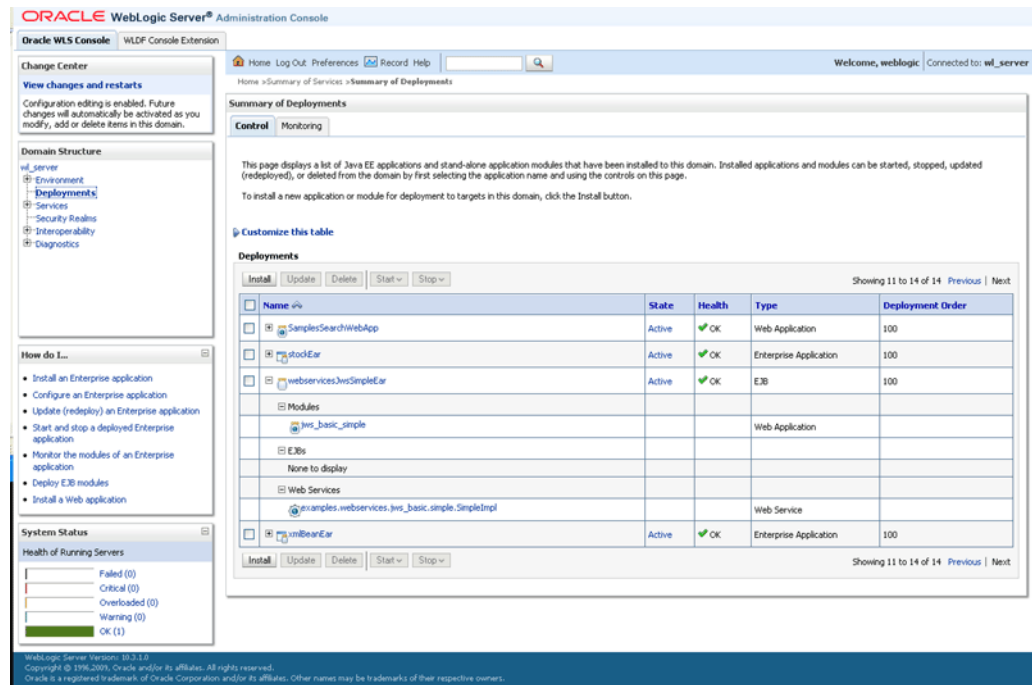 ORACLE WebLogic Server® Administration Console
Oracle WLS Console WLDF Console Extension
Change Center
View changes and restarts
Configuration editing is enabled. Future
changes will automatically be activated as you
modify, add or delete items in this domain.
Domain Structure
wl_server
Environment
Deployments
Services
Security Realms
Interoperability
Diagnostics
How do I...
Install an Enterprise application
Configure an Enterprise application
Update (redeploy) an Enterprise application
Start and stop a deployed Enterprise
application
Monitor the modules of an Enterprise
application
Deploy EJB modules
Install a Web application
System Status
Health of Running Servers
Failed (0)
Critical (0)
Overloaded (0)
Warning (0)
OK (1)
Home Log Out Preferences Record Help
Welcome, weblogic Connected to: wl_server
Home >Summary of Services >Summary of Deployments
Summary of Deployments
Control Monitoring
This page displays a list of Java EE applications and stand-alone application modules that have been installed to this domain. Installed applications and modules can be started, stopped, updated
(redeployed), or deleted from the domain by first selecting the application name and using the controls on this page.
To install a new application or module for deployment to targets in this domain, click the Install button.
Customize this table
Deployments
Install Update Delete Start Stop Showing 11 to 14 of 14 Previous | Next
Name State Health Type Deployment Order
SamplesSearchWebApp Active OK Web Application 100
stockEar Active OK Enterprise Application 100
webservicesJwsSimpleEar Active OK EJB 100
Modules
jws_basic_simple Web Application
EJBs
None to display
Web Services
examples.webservices.jws_basic.simple.SimpleImpl Web Service
xmlBeanEar Active OK Enterprise Application 100
Install Update Delete Start Stop Showing 11 to 14 of 14 Previous | Next
WebLogic Server Version: 10.3.1.0
Copyright © 1996,2009, Oracle and/or its affiliates. All rights reserved.
Oracle is a registered trademark of Oracle Corporation and/or its affiliates. Other names may be trademarks of their respective owners.